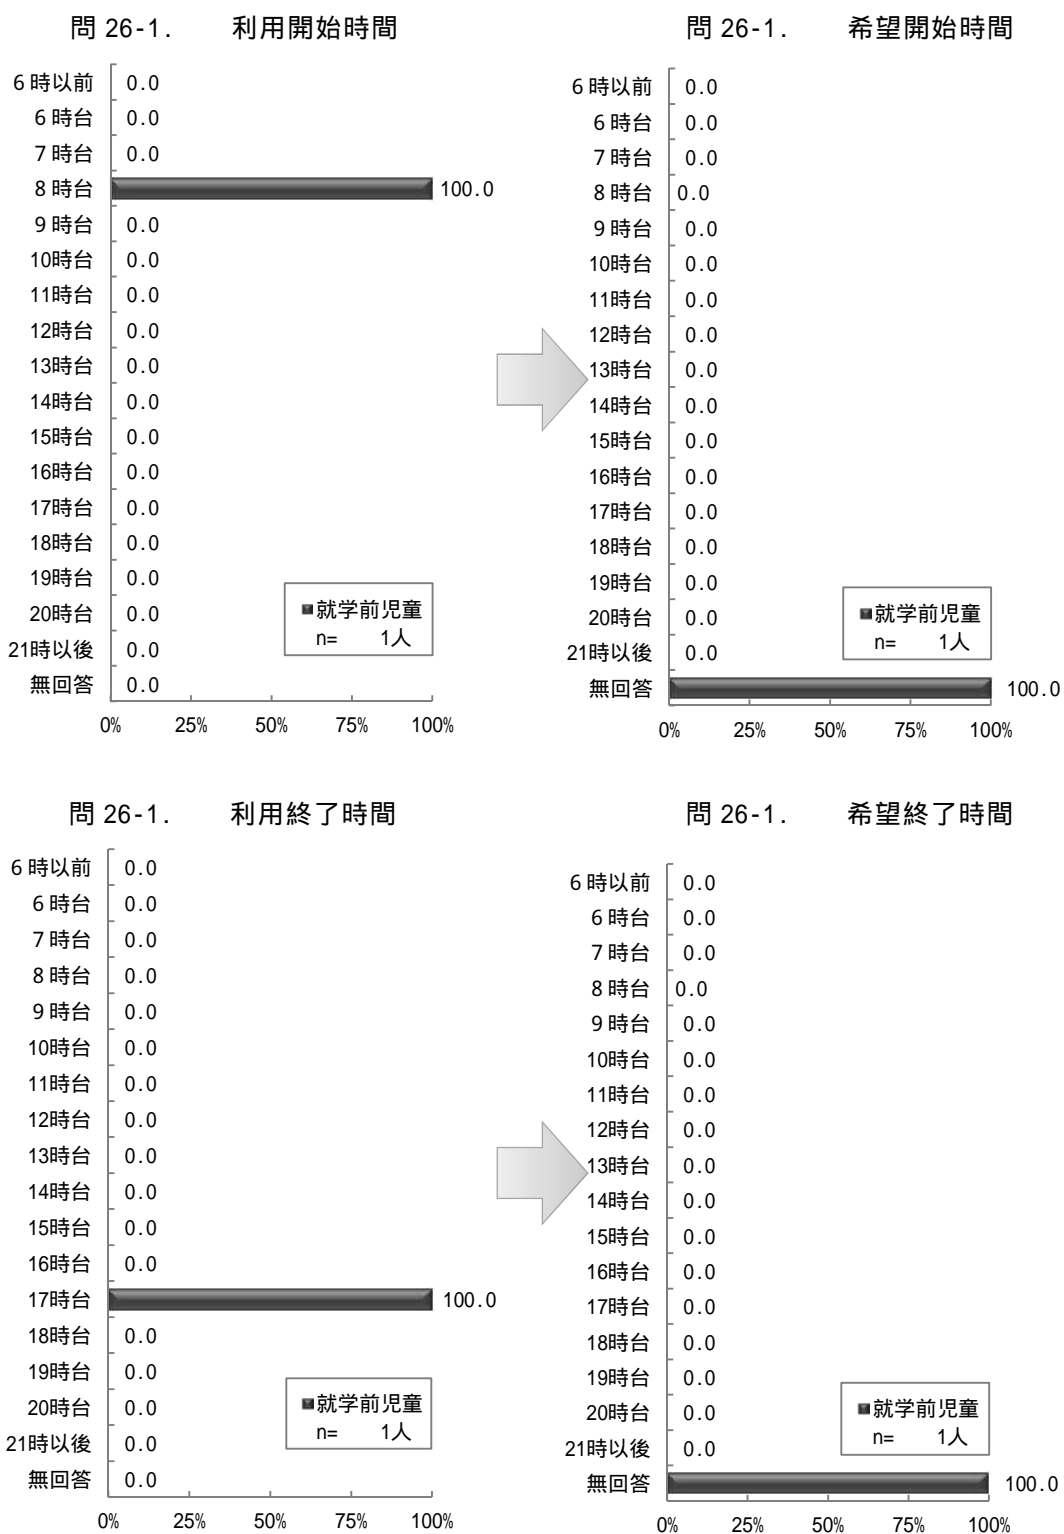 問 26-1. 利用開始時間
6 時以前 0.0
6 時台 0.0
7 時台 0.0
8 時台 100.0
9 時台 0.0
10時台 0.0
11時台 0.0
12時台 0.0
13時台 0.0
14時台 0.0
15時台 0.0
16時台 0.0
17時台 0.0
18時台 0.0
19時台 0.0
20時台 0.0
21時以後 0.0
無回答 0.0
就学前児童
n= 1人
0% 25% 50% 75% 100%
問 26-1. 希望開始時間
6 時以前 0.0
6 時台 0.0
7 時台 0.0
8 時台 0.0
9 時台 0.0
10時台 0.0
11時台 0.0
12時台 0.0
13時台 0.0
14時台 0.0
15時台 0.0
16時台 0.0
17時台 0.0
18時台 0.0
19時台 0.0
20時台 0.0
21時以後 0.0
無回答 100.0
就学前児童
n= 1人
0% 25% 50% 75% 100%
問 26-1. 利用終了時間
6 時以前 0.0
6 時台 0.0
7 時台 0.0
8 時台 0.0
9 時台 0.0
10時台 0.0
11時台 0.0
12時台 0.0
13時台 0.0
14時台 0.0
15時台 0.0
16時台 0.0
17時台 100.0
18時台 0.0
19時台 0.0
20時台 0.0
21時以後 0.0
無回答 0.0
就学前児童
n= 1人
0% 25% 50% 75% 100%
問 26-1. 希望終了時間
6 時以前 0.0
6 時台 0.0
7 時台 0.0
8 時台 0.0
9 時台 0.0
10時台 0.0
11時台 0.0
12時台 0.0
13時台 0.0
14時台 0.0
15時台 0.0
16時台 0.0
17時台 0.0
18時台 0.0
19時台 0.0
20時台 0.0
21時以後 0.0
無回答 100.0
就学前児童
n= 1人
0% 25% 50% 75% 100%